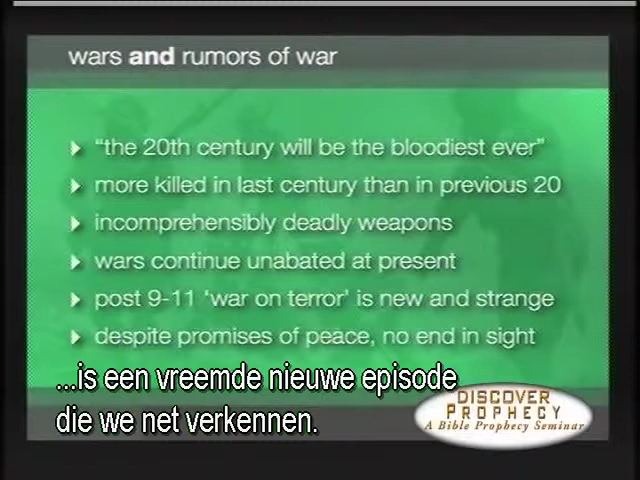 wars and rumors of war
"the 20th century will be the bloodiest ever"
more killed in last century than in previous 20
incomprehensibly deadly weapons
wars continue unabated at present
post 9-11 'war on terror' is new and strange
despite promises of peace, no end in sight
...is een vreemde nieuwe episode
die we net verkennen.
DISCOVER
PROPHECY
A Bible Prophecy Seminar